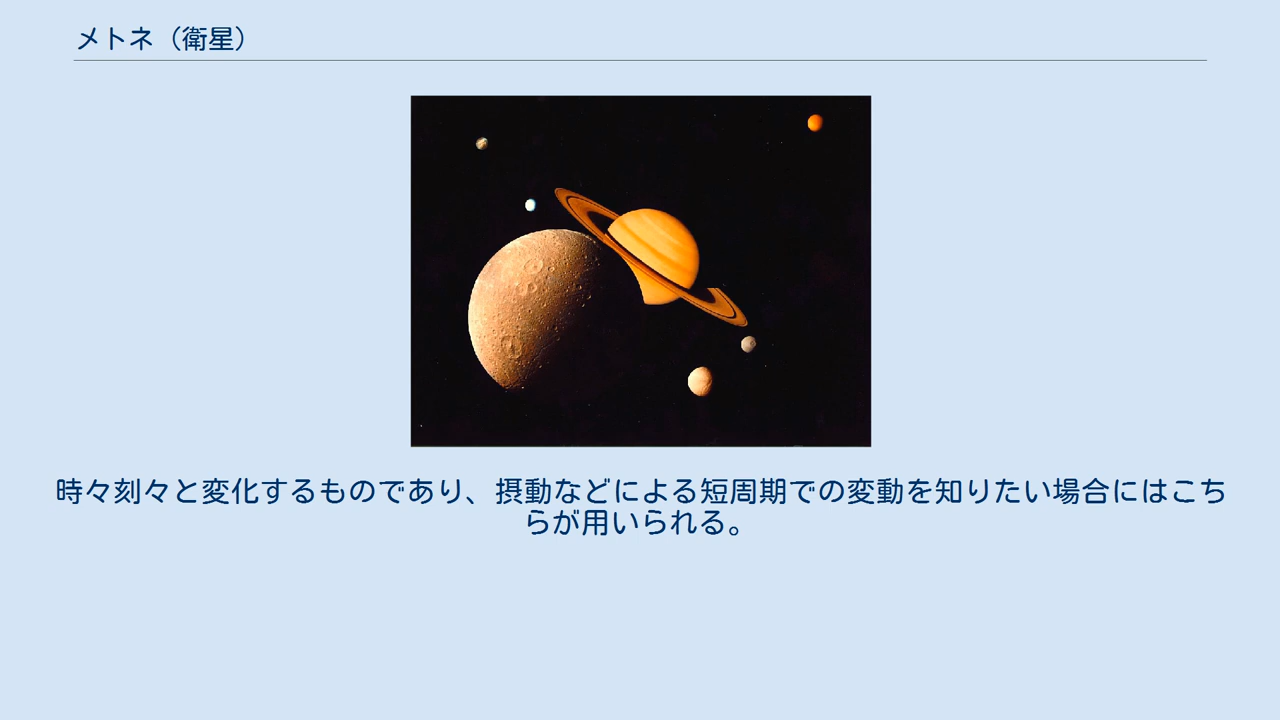 メトネ（衛星）
時々刻々と変化するものであり、摂動などによる短周期での変動を知りたい場合にはこち
らが用いられる。